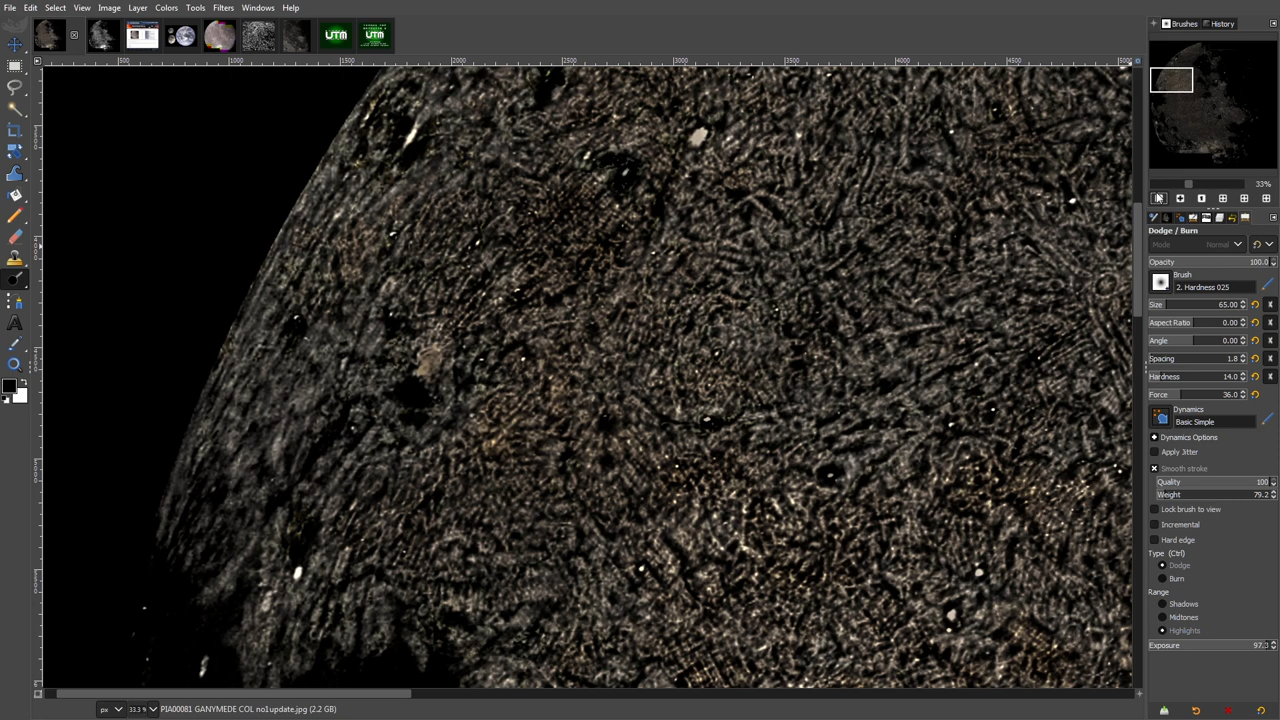 File Edit Select View Image Layer Colors Tools Filters Windows Help
UTM
UTM
Brushes
History
500
1000
1500
2000
2500
3000
3500
4000
4500
5000
33%
Dodge / Burn
Mode Normal
Opacity 100.0
Brush
2. Hardness 025
Size 65.00
Aspect Ratio 0.00
Angle 0.00
Spacing 1.8
Hardness 14.0
Force 36.0
Dynamics
Basic Simple
Dynamics Options
Apply Jitter
Smooth stroke
Quality 100
Weight 79.2
Lock brush to view
Incremental
Hard edge
Type (Ctrl)
Dodge
Burn
Range
Shadows
Midtones
Highlights
Exposure 97.3
px 33.3 % PIA00081 GANYMEDE COL no1update.jpg (2.2 GB)